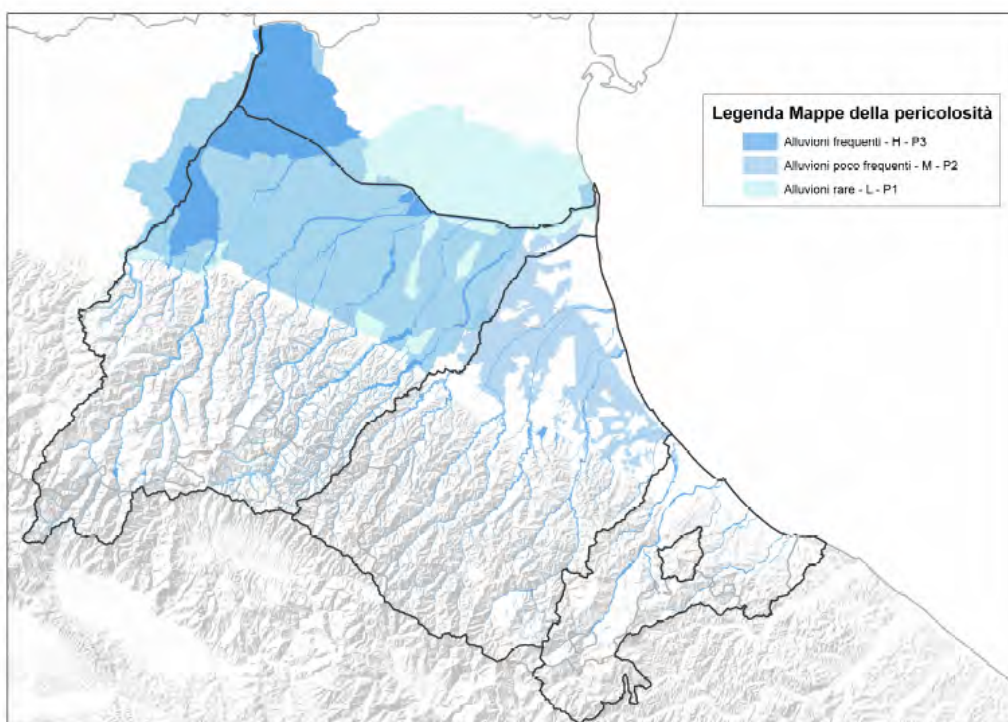 Legenda Mappe della pericolosità
Alluvioni frequenti - H - P3
Alluvioni poco frequenti - M - P2
Alluvioni rare - L - P1